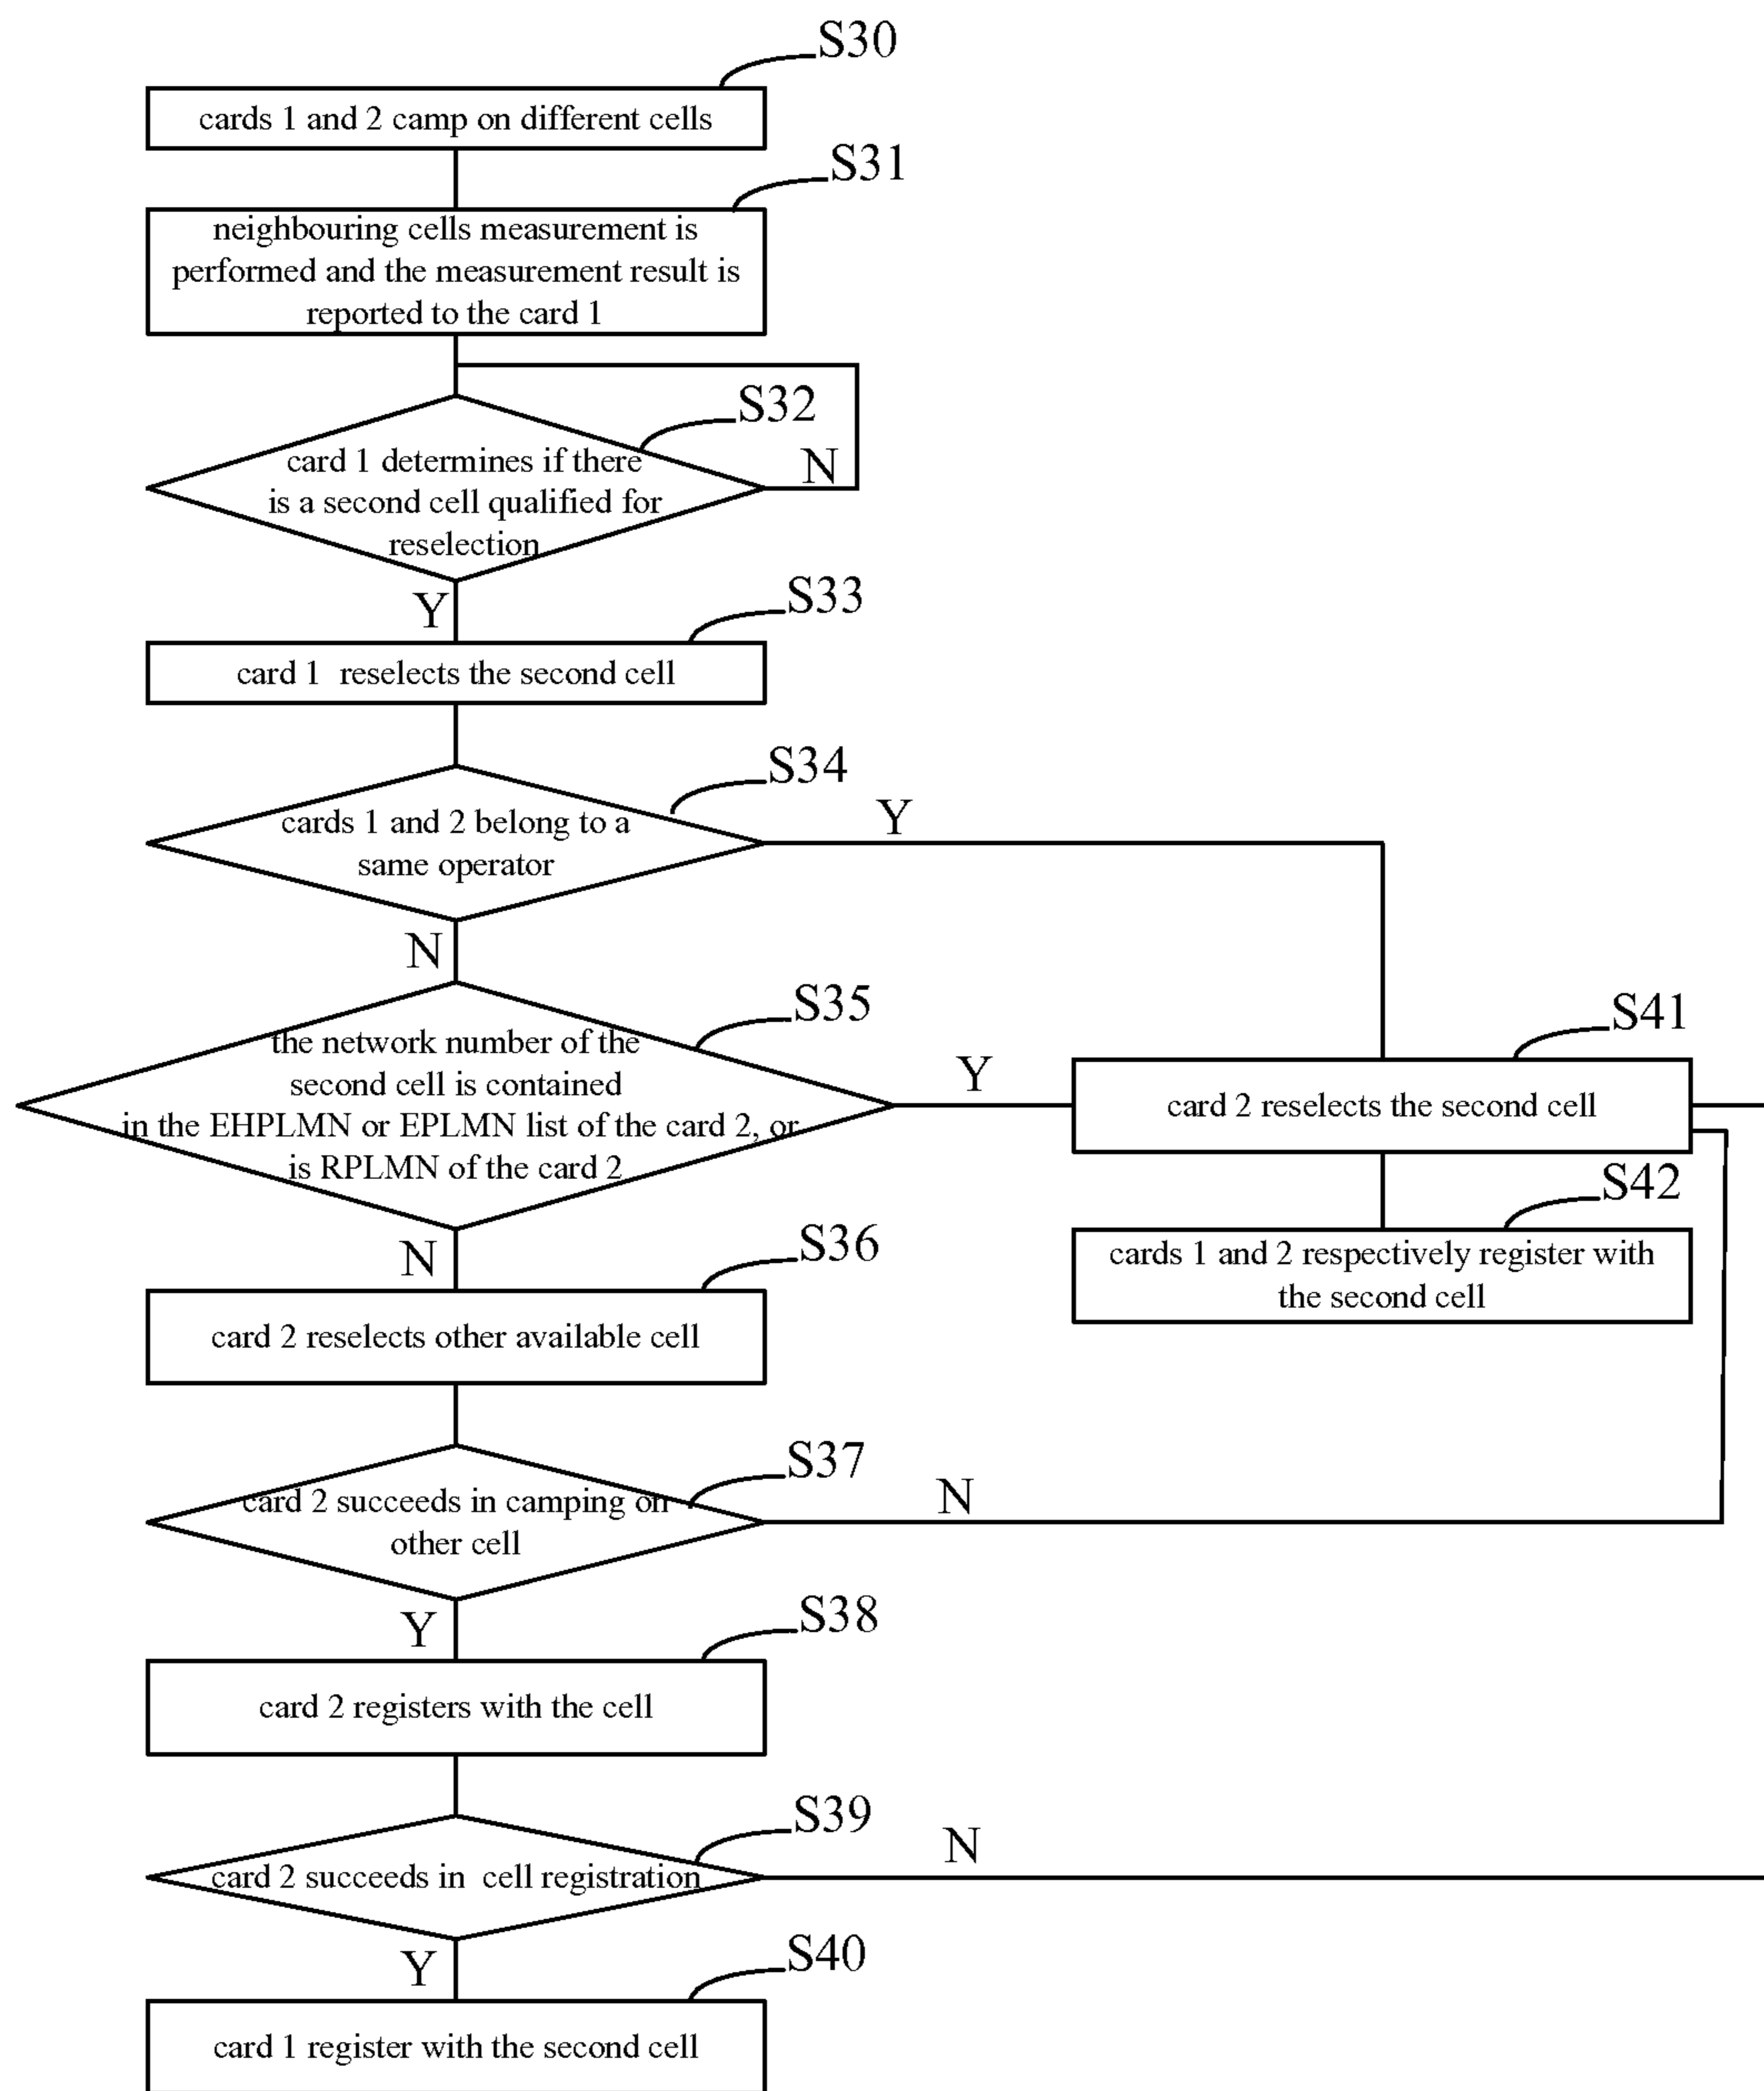 S30
cards 1 and 2 camp on different cells
S31
neighbouring cells measurement is
performed and the measurement result is
reported to the card 1
S32
card 1 determines if there
is a second cell qualified for
reselection
N
Y
S33
card 1 reselects the second cell
S34
cards 1 and 2 belong to a
same operator
Y
N
S35
the network number of the
second cell is contained
in the EHPLMN or EPLMN list of the card 2, or
is RPLMN of the card 2
Y
S41
card 2 reselects the second cell
S42
cards 1 and 2 respectively register with
the second cell
N
S36
card 2 reselects other available cell
S37
card 2 succeeds in camping on
other cell
N
Y
S38
card 2 registers with the cell
S39
card 2 succeeds in cell registration
N
Y
S40
card 1 register with the second cell